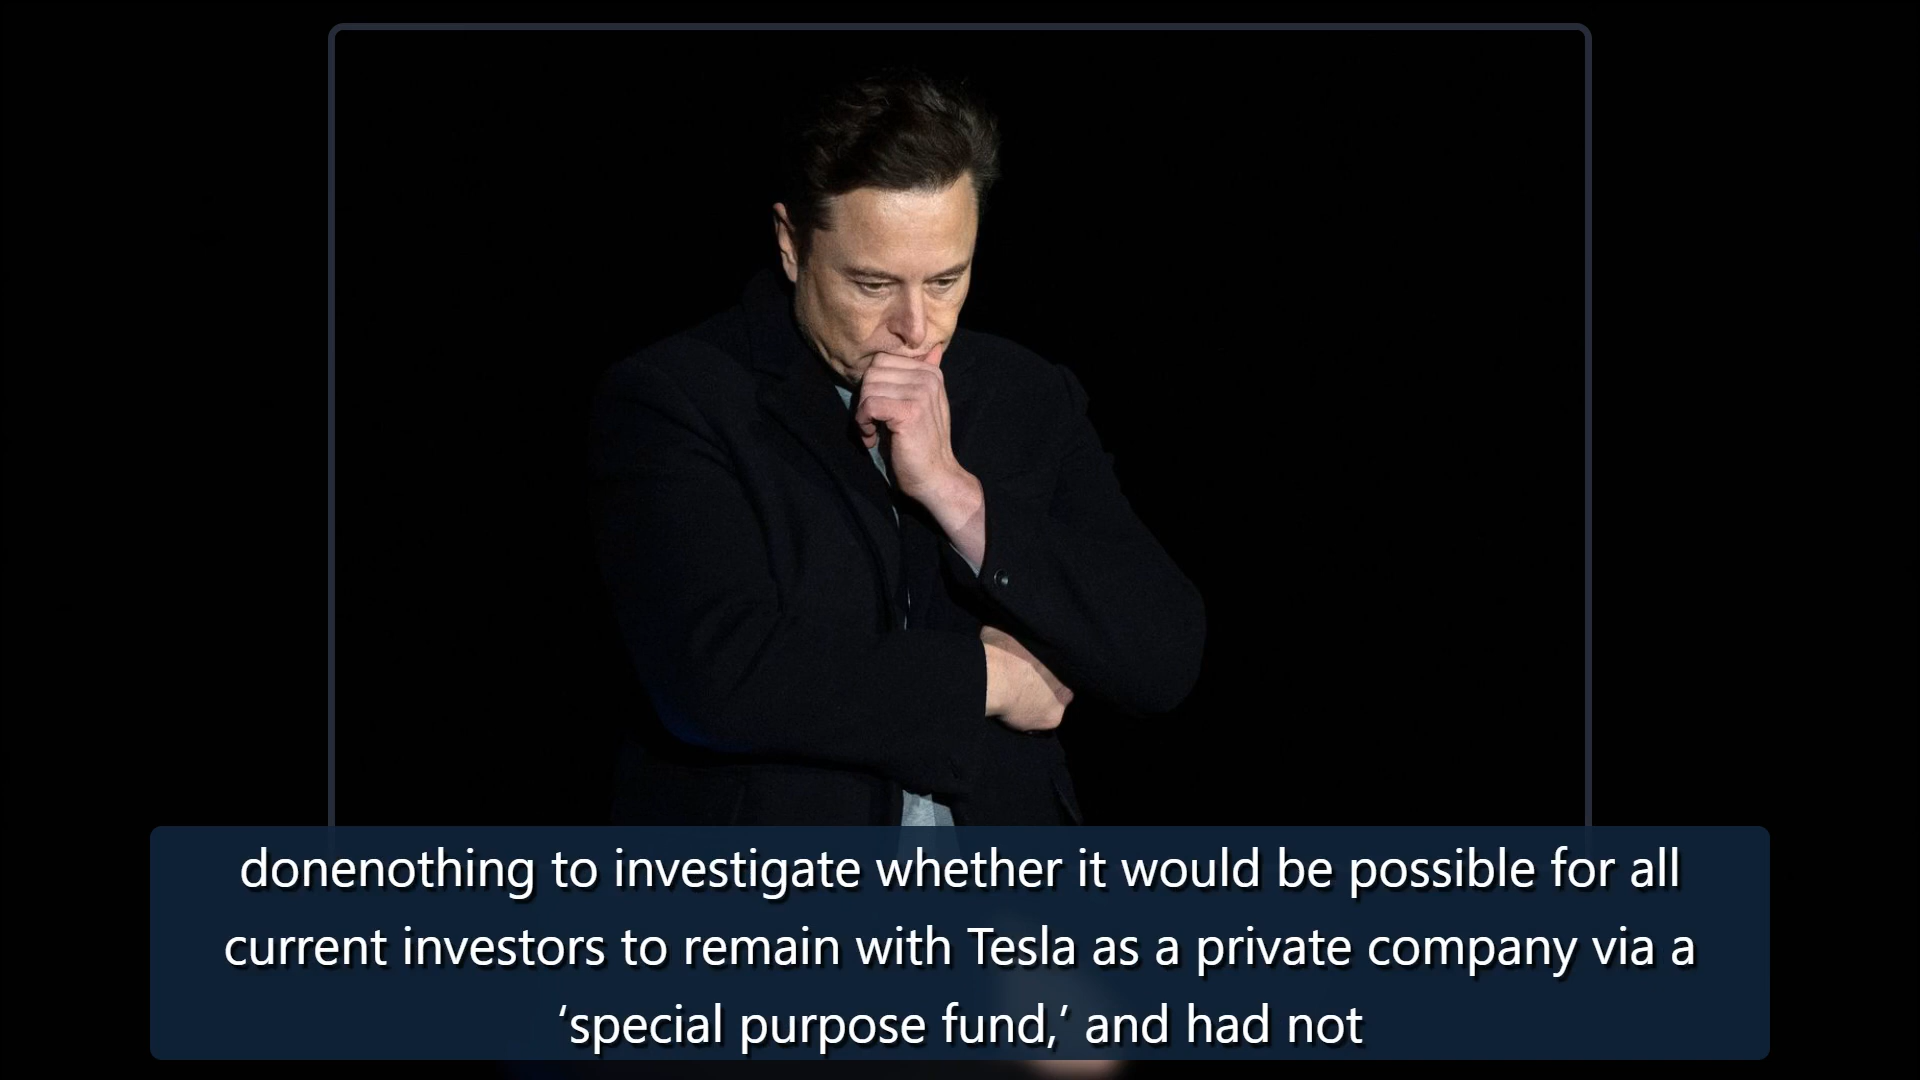 donenothing to investigate whether it would be possible for all
current investors to remain with Tesla as a private company via a
‘special purpose fund,’ and had not